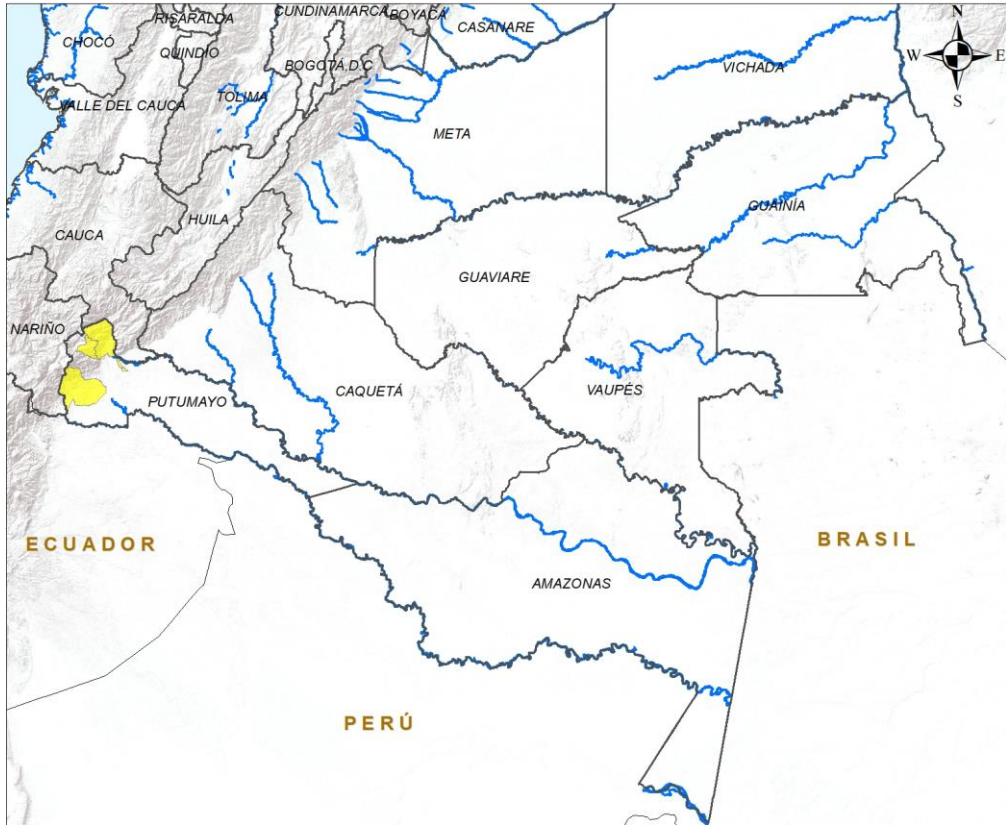 CUNDINAMARCA
BOYACÁ
RISARALDA
CASANARE
N
CHOCÓ
QUINDÍO
BOGOTÁ D.C
W
E
VICHADA
S
TOLIMA
VALLE DEL CAUCA
META
GUAINÍA
HUILA
CAUCA
GUAVIARE
NARIÑO
CAQUETÁ
VAUPÉS
PUTUMAYO
ECUADOR
BRASIL
AMAZONAS
PERÚ